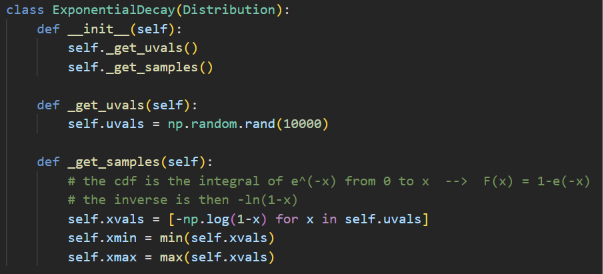 class ExponentialDecay(Distribution):
    def __init__(self):
        self._get_uvals()
        self._get_samples()

    def _get_uvals(self):
        self.uvals = np.random.rand(10000)

    def _get_samples(self):
        # the cdf is the integral of e^(-x) from 0 to x  -->  F(x) = 1-e(-x)
        # the inverse is then -ln(1-x)
        self.xvals = [-np.log(1-x) for x in self.uvals]
        self.xmin = min(self.xvals)
        self.xmax = max(self.xvals)